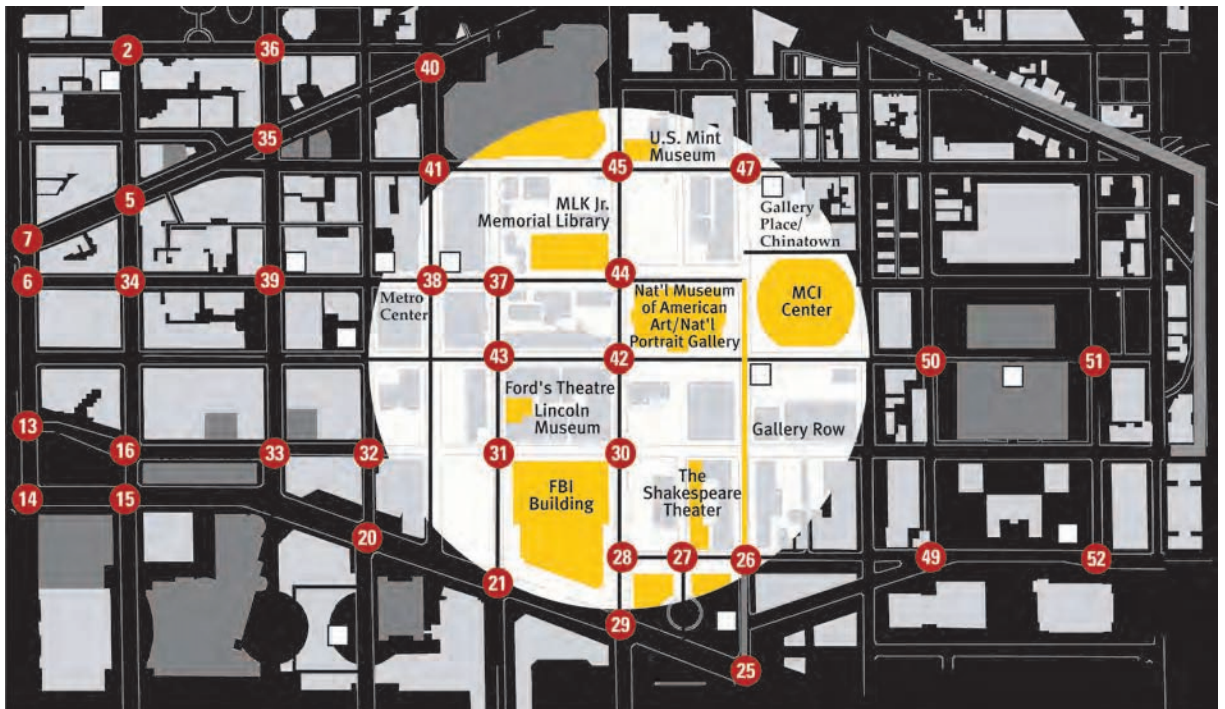 2
36
40
35
U.S. Mint
Museum
41
45
47
5
MLK Jr.
Memorial Library
Gallery
Place/
Chinatown
7
6
34
39
38
37
44
Metro
Center
Nat'l Museum
of American
Art/Nat'l
Portrait Gallery
MCI
Center
43
42
50
51
Ford's Theatre
Lincoln
Museum
13
Gallery Row
16
33
32
31
30
FBI
Building
The
Shakespeare
Theater
14
15
20
28
27
26
49
52
21
29
25